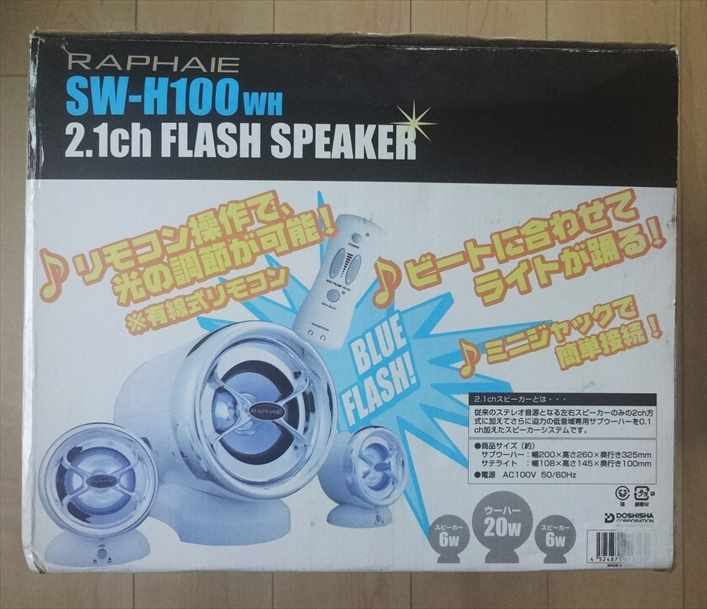 RAPHAIE
SW-H100 WH
2.1ch FLASH SPEAKER
リモコン操作で、
光の調節が可能！
※有線式リモコン
ビートに合わせて
ライトが踊る！
ミニジャックで
簡単接続！
BLUE
FLASH!
RAPHAIE
2.1chスピーカーとは・・・
従来のステレオ音源となる左右スピーカーのみの2ch方
式に加えてさらに迫力の低音域専用サブウーハーを0.1
ch加えたスピーカーシステムです。
●商品サイズ（約）
サブウーハー：幅200×高さ260×奥行き325mm
サテライト：幅108×高さ145×奥行き100mm
●電源 AC100V 50/60Hz
スピーカー
6W
ウーハー
20W
スピーカー
6W
DOSHISHA
CORPORATION